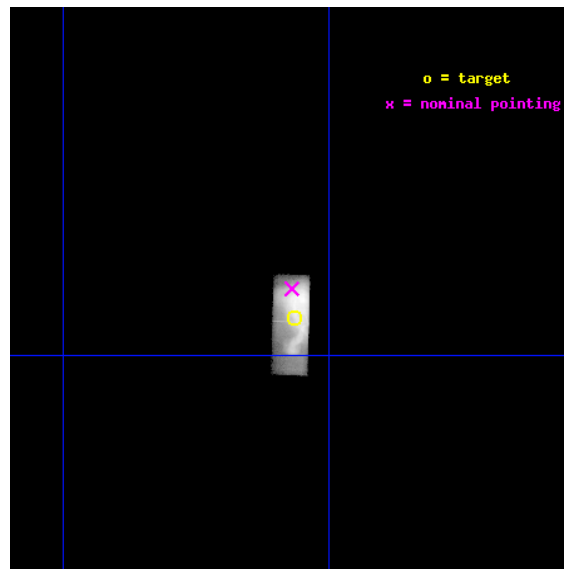 o = target
x = nominal pointing